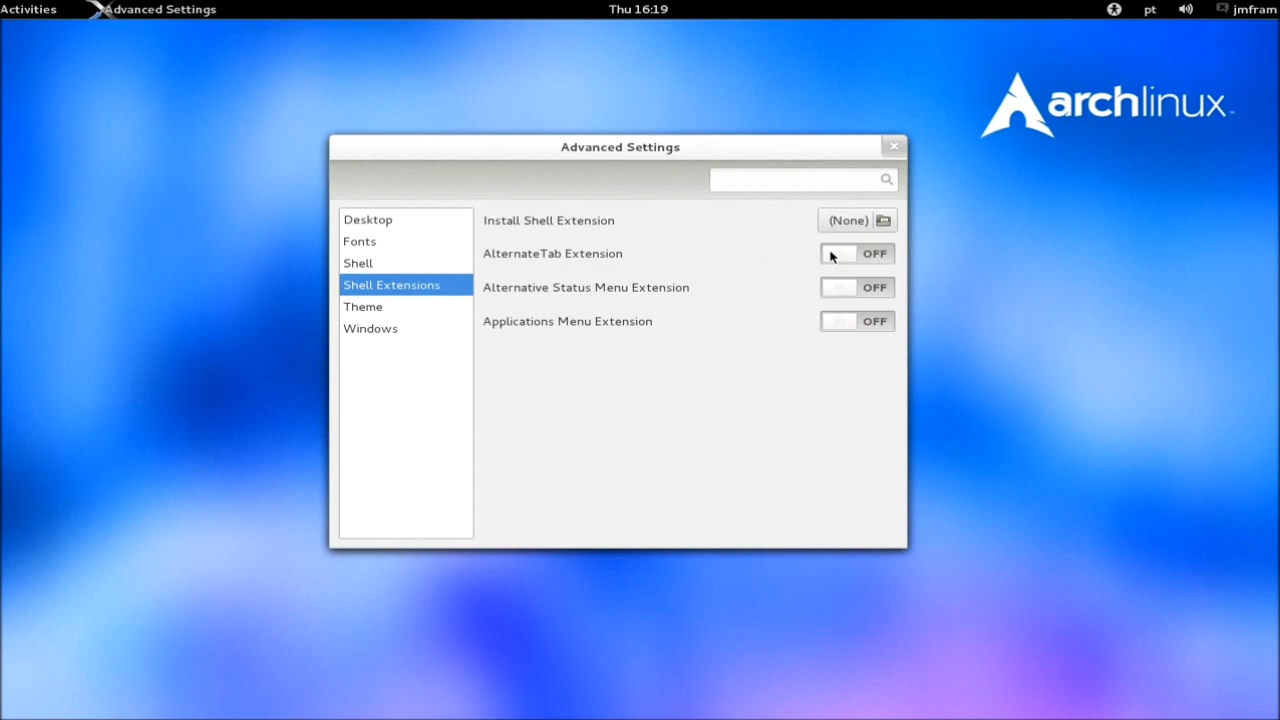 Activities Advanced Settings Thu 16:19 pt jmfram
archlinux
Advanced Settings
Desktop
Fonts
Shell
Shell Extensions
Theme
Windows
Install Shell Extension (None)
AlternateTab Extension OFF
Alternative Status Menu Extension OFF
Applications Menu Extension OFF